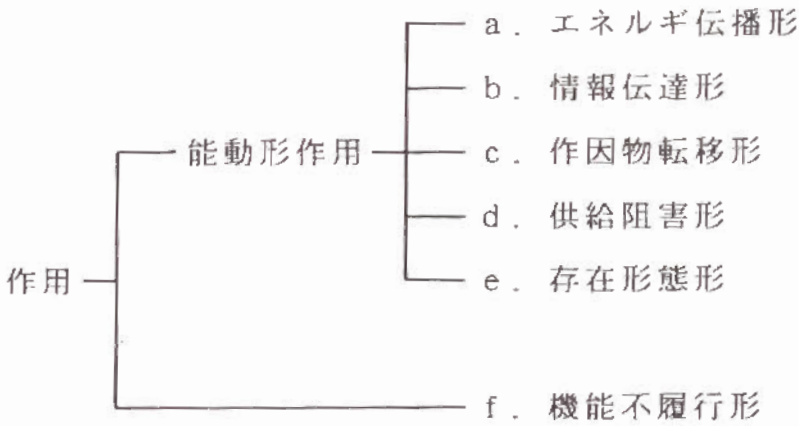 a. エネルギ伝播形
b. 情報伝達形
能動形作用
c. 作因物転移形
d. 供給阻害形
作用
e. 存在形態形
f. 機能不履行形